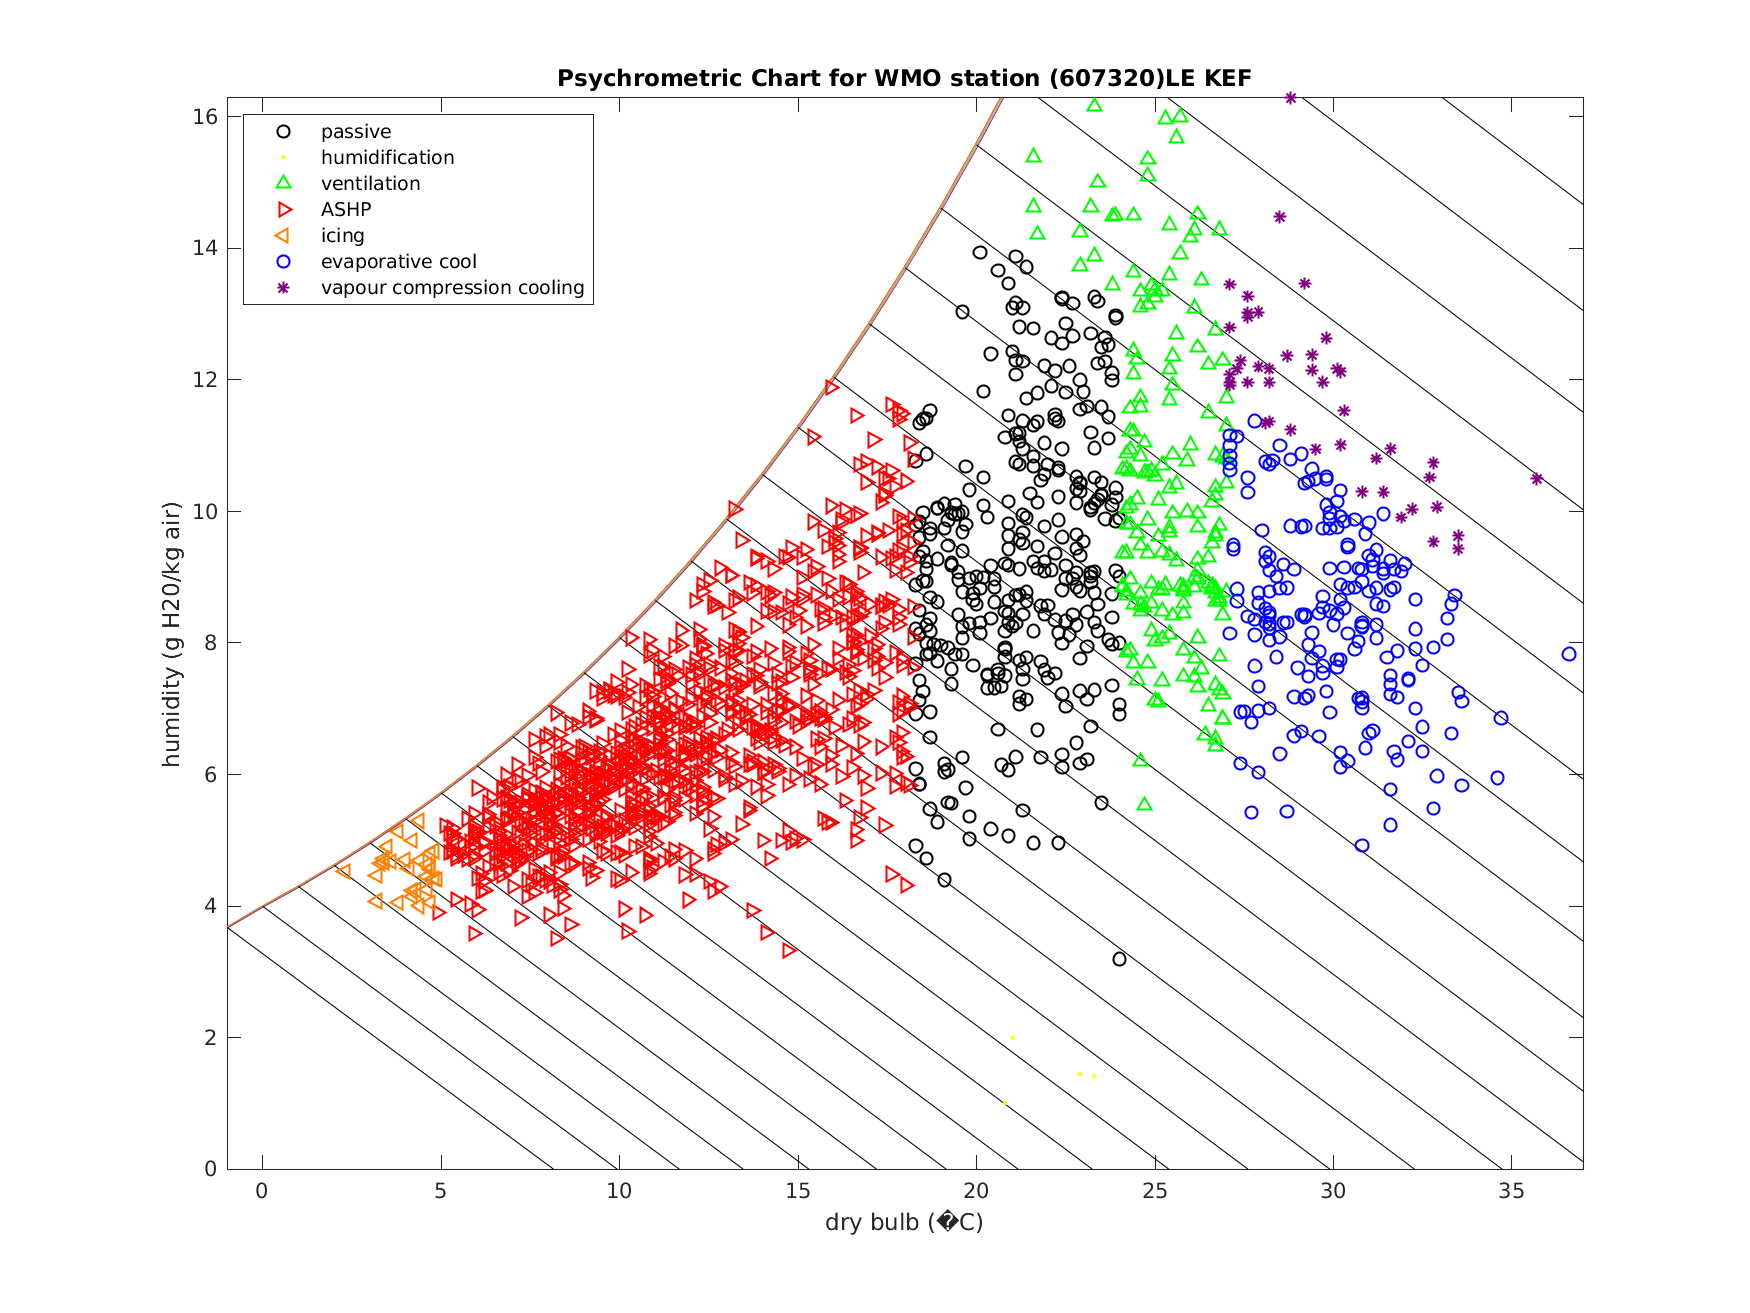 Psychrometric Chart for WMO station (607320)LE KEF
passive
humidification
ventilation
ASHP
icing
evaporative cool
vapour compression cooling
humidity (g H20/kg air)
16
14
12
10
8
6
4
2
0
0 5 10 15 20 25 30 35
dry bulb (�C)